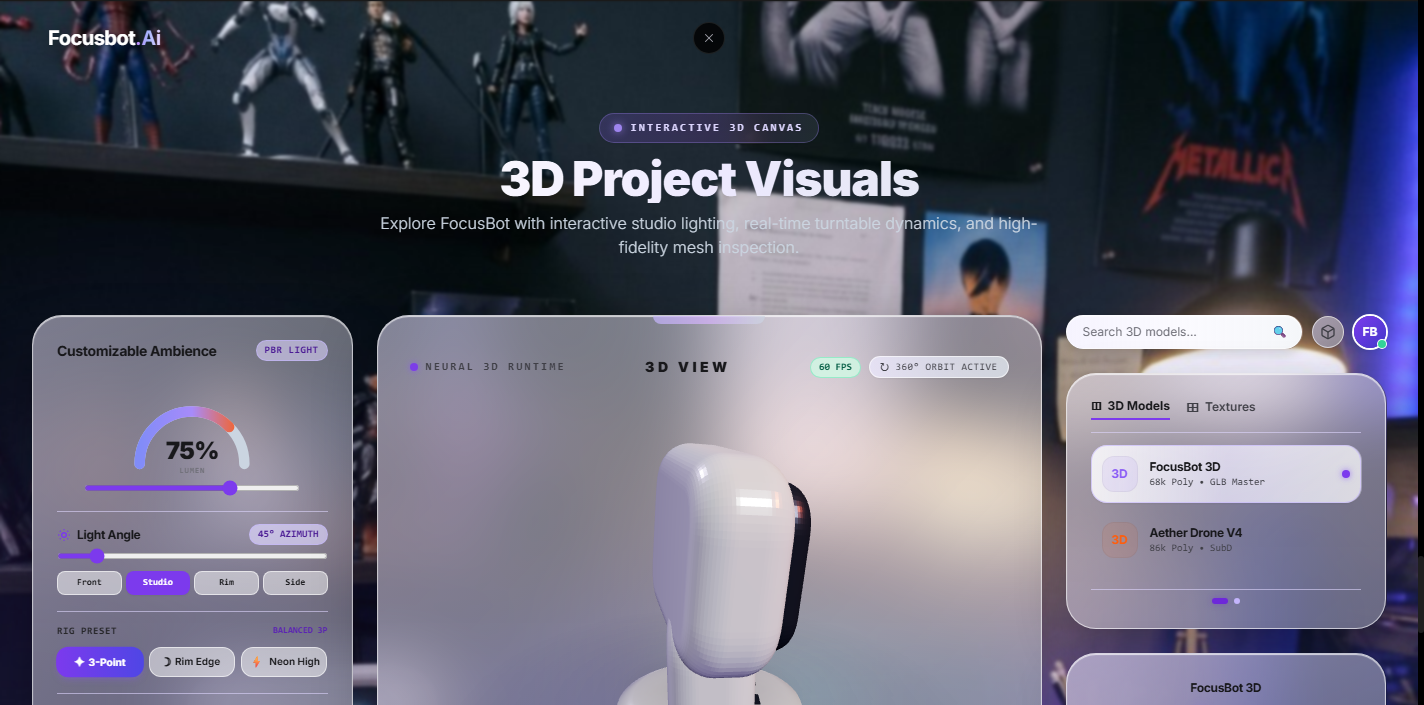 Focusbot.Ai
INTERACTIVE 3D CANVAS
3D Project Visuals
Explore FocusBot with interactive studio lighting, real-time turntable dynamics, and high-
fidelity mesh inspection.
METALLICA
Customizable Ambience
PBR LIGHT
75%
LUMEN
Light Angle
45° AZIMUTH
Front
Studio
Rim
Side
RIG PRESET
BALANCED 3P
3-Point
Rim Edge
Neon High
NEURAL 3D RUNTIME
3D VIEW
60 FPS
360° ORBIT ACTIVE
Search 3D models...
FB
3D Models
Textures
3D
FocusBot 3D
68k Poly • GLB Master
3D
Aether Drone V4
86k Poly • SubD
FocusBot 3D